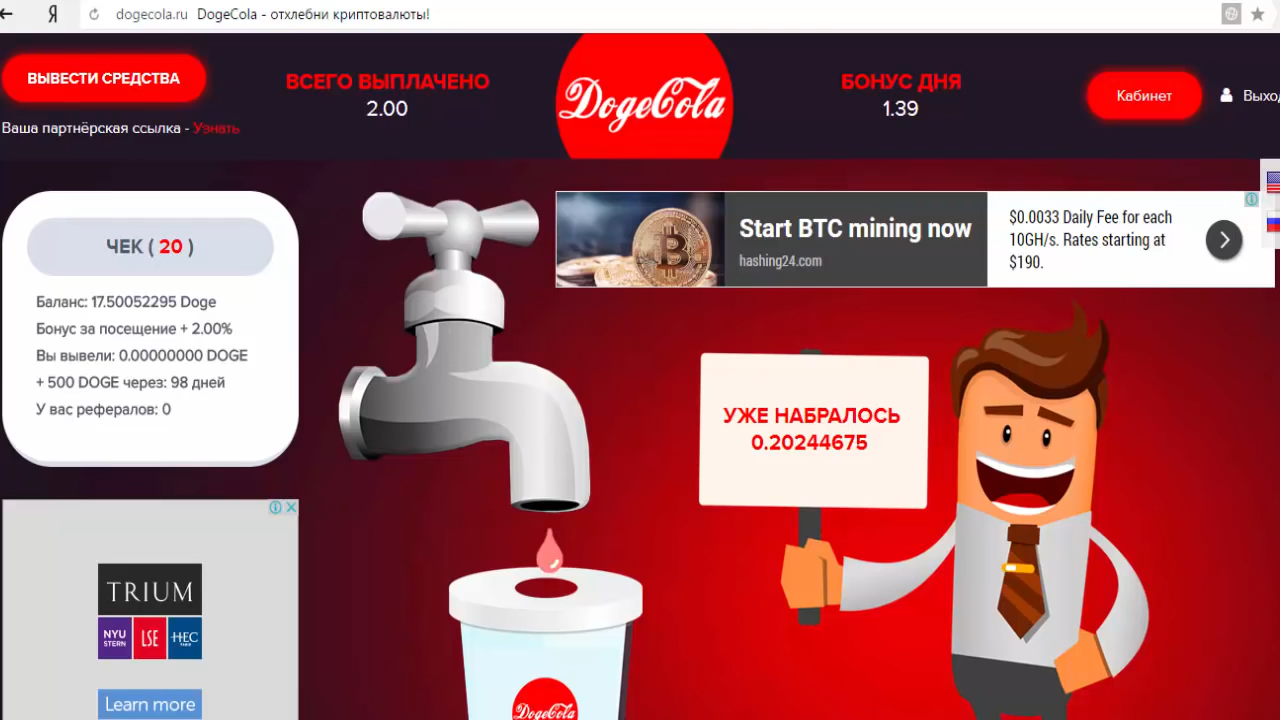 Я
dogecola.ru DogeCola - отхлебни криптовалюты!
ВЫВЕСТИ СРЕДСТВА
Ваша партнёрская ссылка - Узнать
ВСЕГО ВЫПЛАЧЕНО
2.00
DogeCola
БОНУС ДНЯ
1.39
Кабинет
Выхо
ЧЕК ( 20 )
Баланс: 17.50052295 Doge
Бонус за посещение + 2.00%
Вы вывели: 0.00000000 DOGE
+ 500 DOGE через: 98 дней
У вас рефералов: 0
Start BTC mining now
hashing24.com
$0.0033 Daily Fee for each
10GH/s. Rates starting at
$190.
УЖЕ НАБРАЛОСЬ
0.20244675
TRIUM
NYU
STERN
LSE
HEC
PARIS
Learn more
DogeCola